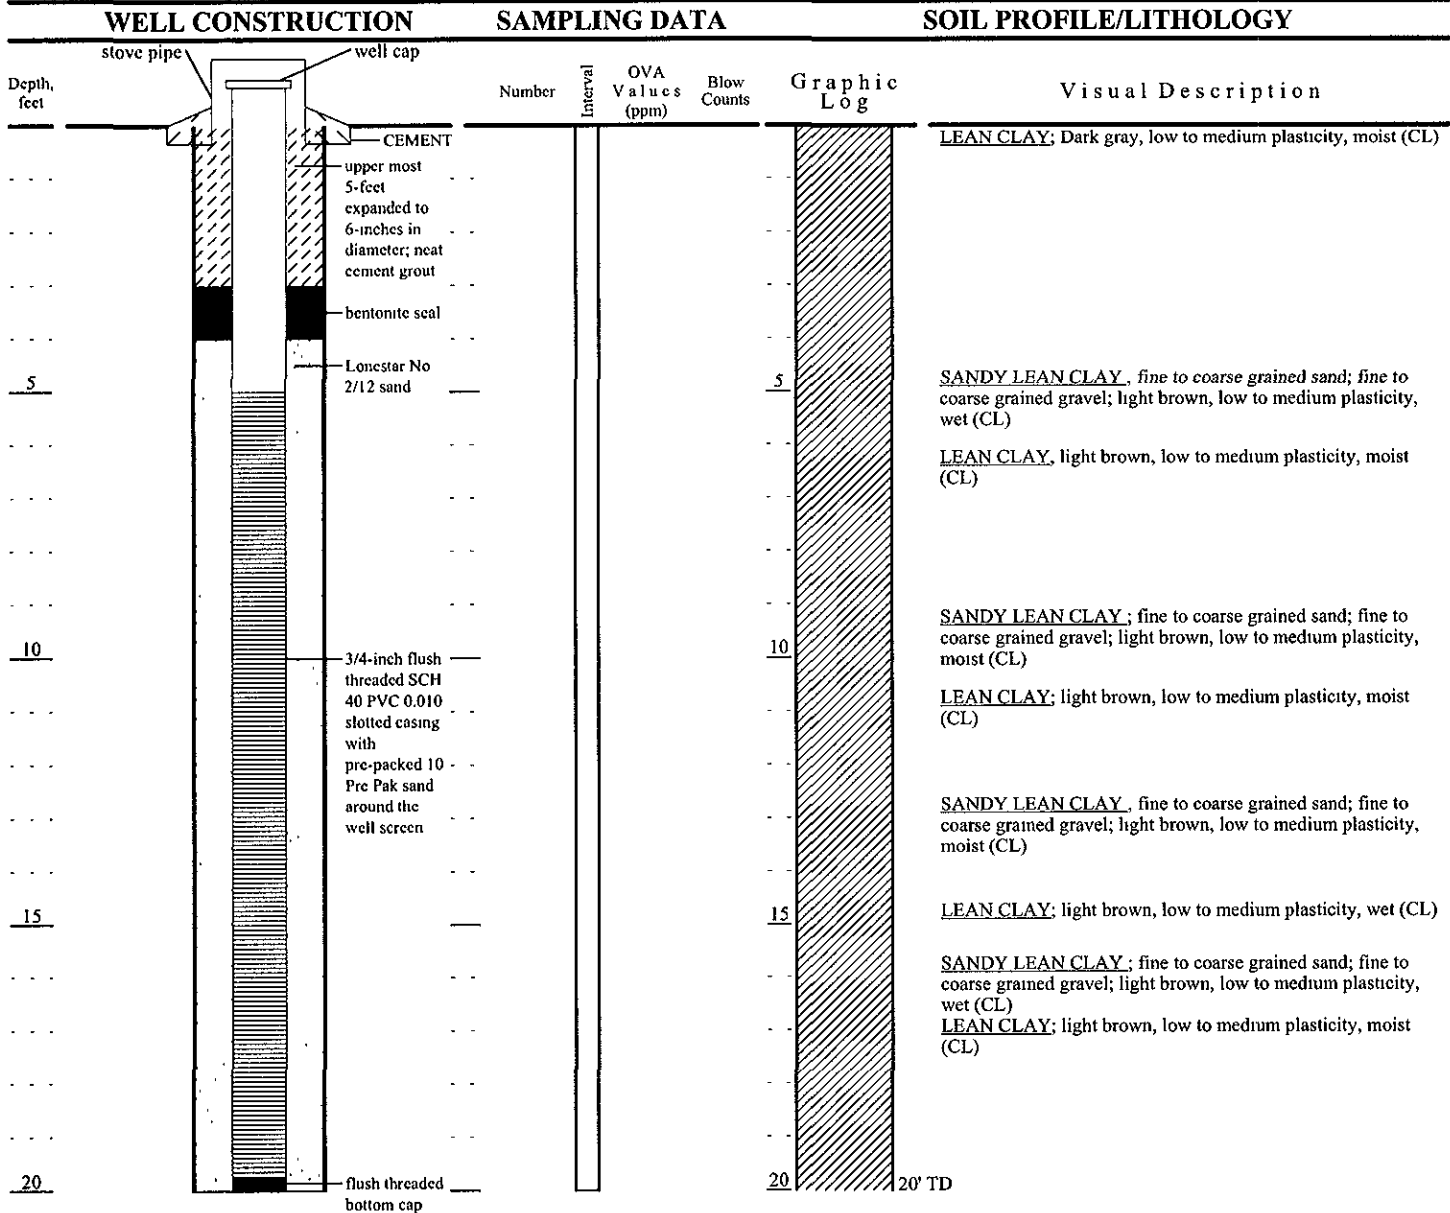 WELL CONSTRUCTION
SAMPLING DATA
SOIL PROFILE/LITHOLOGY
stove pipe
well cap
Depth,
feet
Number
Interval
OVA
Values
(ppm)
Blow
Counts
Graphic
Log
Visual Description
CEMENT
upper most
5-feet
expanded to
6-inches in
diameter; neat
cement grout
bentonite seal
Lonestar No
2/12 sand
3/4-inch flush
threaded SCH
40 PVC 0.010
slotted casing
with
pre-packed 10
Pre Pak sand
around the
well screen
flush threaded
bottom cap
5
10
15
20
5
10
15
20
20' TD
LEAN CLAY; Dark gray, low to medium plasticity, moist (CL)
SANDY LEAN CLAY , fine to coarse grained sand; fine to
coarse grained gravel; light brown, low to medium plasticity,
wet (CL)
LEAN CLAY, light brown, low to medium plasticity, moist
(CL)
SANDY LEAN CLAY ; fine to coarse grained sand; fine to
coarse grained gravel; light brown, low to medium plasticity,
moist (CL)
LEAN CLAY; light brown, low to medium plasticity, moist
(CL)
SANDY LEAN CLAY , fine to coarse grained sand; fine to
coarse grained gravel; light brown, low to medium plasticity,
moist (CL)
LEAN CLAY; light brown, low to medium plasticity, wet (CL)
SANDY LEAN CLAY ; fine to coarse grained sand; fine to
coarse grained gravel; light brown, low to medium plasticity,
wet (CL)
LEAN CLAY; light brown, low to medium plasticity, moist
(CL)